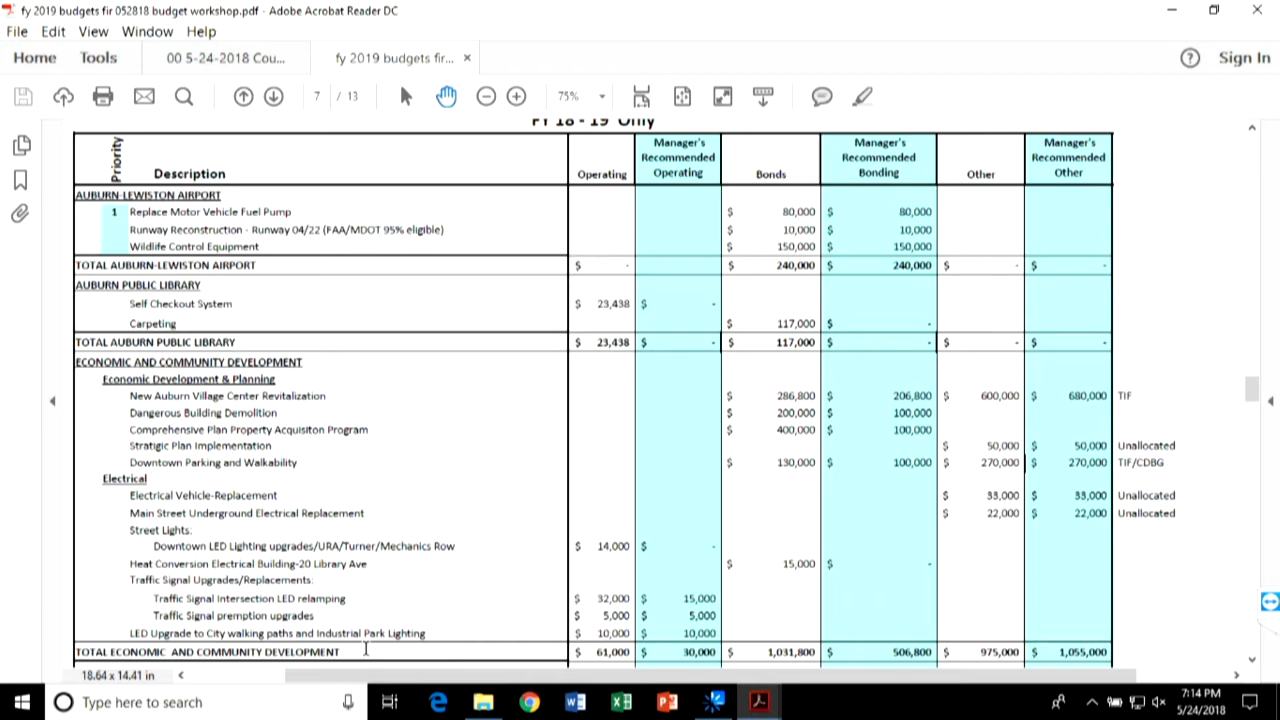 fy 2019 budgets fir 052818 budget workshop.pdf - Adobe Acrobat Reader DC
File Edit View Window Help
Home Tools 00 5-24-2018 Cou... fy 2019 budgets fir... × Sign In
7 / 13 75%
FY 18 - 19 Only
Priority Description Operating Manager's Recommended Operating Bonds Manager's Recommended Bonding Other Manager's Recommended Other
AUBURN-LEWISTON AIRPORT
1 Replace Motor Vehicle Fuel Pump $ 80,000 $ 80,000
Runway Reconstruction - Runway 04/22 (FAA/MDOT 95% eligible) $ 10,000 $ 10,000
Wildlife Control Equipment $ 150,000 $ 150,000
TOTAL AUBURN-LEWISTON AIRPORT $ - $ 240,000 $ 240,000 $ - $ -
AUBURN PUBLIC LIBRARY
Self Checkout System $ 23,438 $ -
Carpeting $ 117,000 $ -
TOTAL AUBURN PUBLIC LIBRARY $ 23,438 $ - $ 117,000 $ - $ - $ -
ECONOMIC AND COMMUNITY DEVELOPMENT
Economic Development & Planning
New Auburn Village Center Revitalization $ 286,800 $ 206,800 $ 600,000 $ 680,000 TIF
Dangerous Building Demolition $ 200,000 $ 100,000
Comprehensive Plan Property Acquisiton Program $ 400,000 $ 100,000
Stratigic Plan Implementation $ 50,000 $ 50,000 Unallocated
Downtown Parking and Walkability $ 130,000 $ 100,000 $ 270,000 $ 270,000 TIF/CDBG
Electrical
Electrical Vehicle-Replacement $ 33,000 $ 33,000 Unallocated
Main Street Underground Electrical Replacement $ 22,000 $ 22,000 Unallocated
Street Lights:
Downtown LED Lighting upgrades/URA/Turner/Mechanics Row $ 14,000 $ -
Heat Conversion Electrical Building-20 Library Ave $ 15,000 $ -
Traffic Signal Upgrades/Replacements:
Traffic Signal Intersection LED relamping $ 32,000 $ 15,000
Traffic Signal premption upgrades $ 5,000 $ 5,000
LED Upgrade to City walking paths and Industrial Park Lighting $ 10,000 $ 10,000
TOTAL ECONOMIC AND COMMUNITY DEVELOPMENT $ 61,000 $ 30,000 $ 1,031,800 $ 506,800 $ 975,000 $ 1,055,000
18.64 x 14.41 in
Type here to search
7:14 PM
5/24/2018